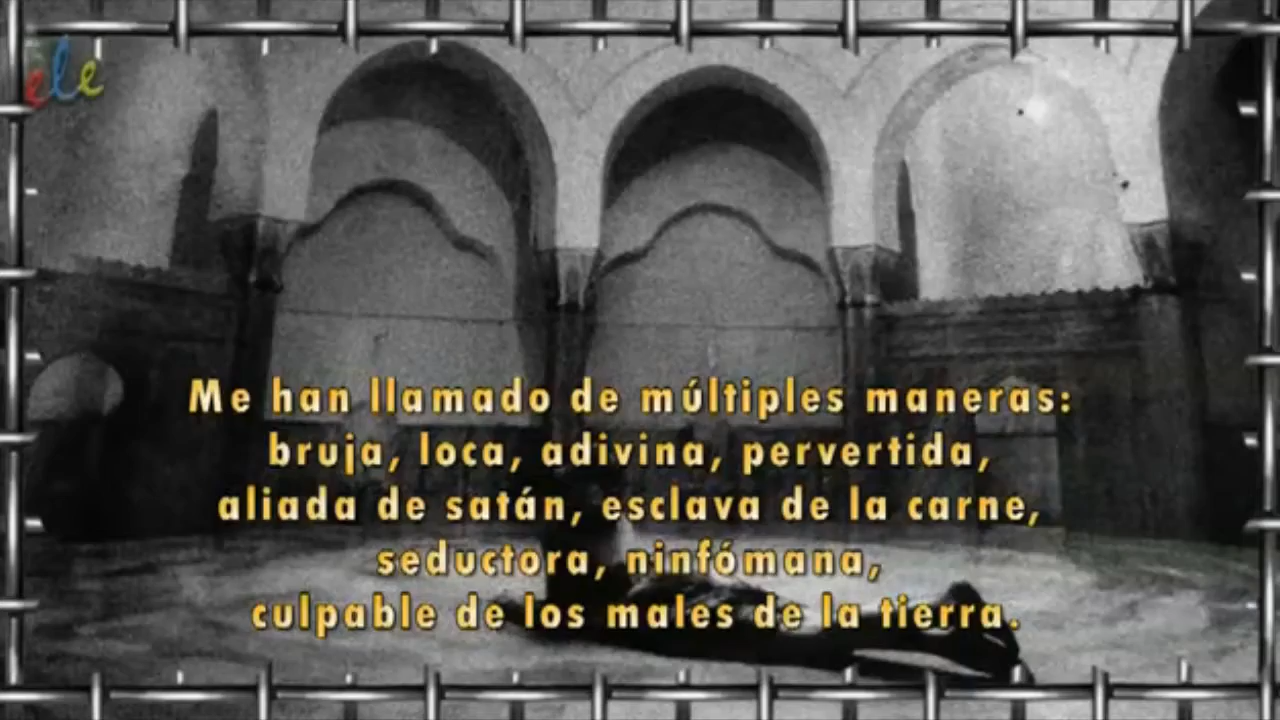 ele
Me han llamado de múltiples maneras:
bruja, loca, adivina, pervertida,
aliada de satán, esclava de la carne,
seductora, ninfómana,
culpable de los males de la tierra.